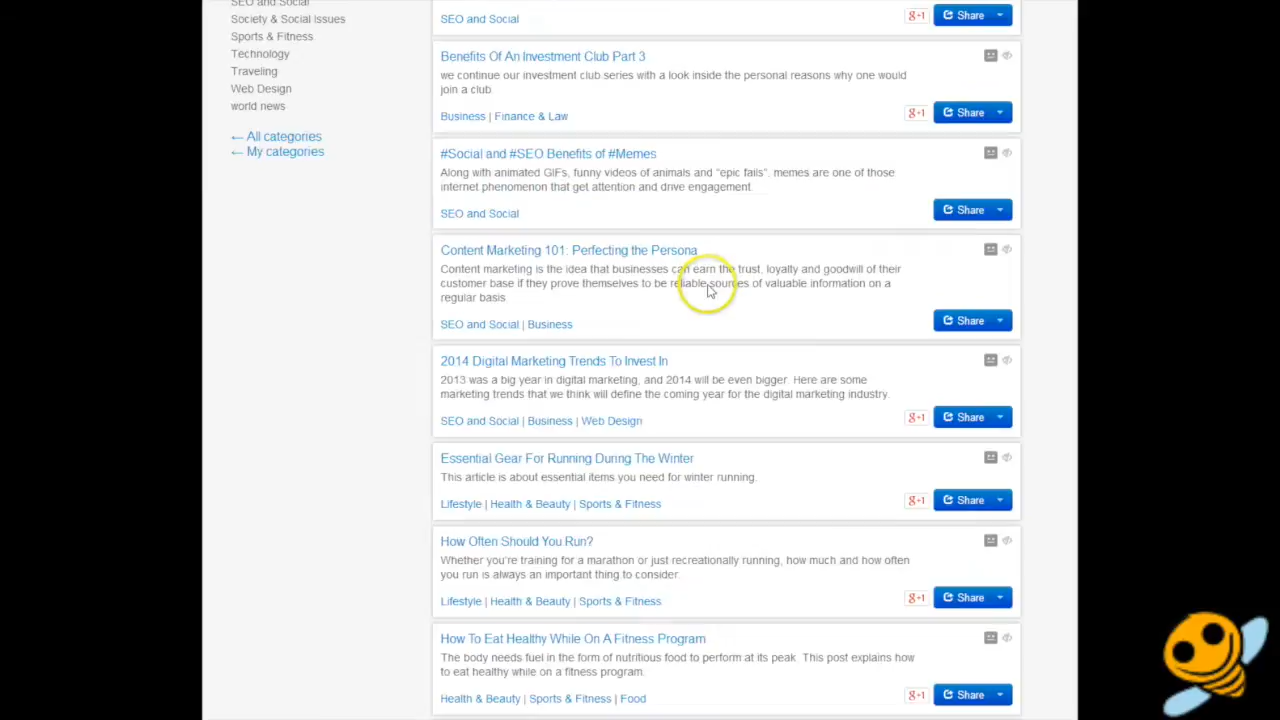 SEO and Social
Society & Social Issues
Sports & Fitness
Technology
Traveling
Web Design
world news
← All categories
← My categories
SEO and Social
g+1 Share
Benefits Of An Investment Club Part 3
we continue our investment club series with a look inside the personal reasons why one would
join a club.
Business | Finance & Law
g+1 Share
#Social and #SEO Benefits of #Memes
Along with animated GIFs, funny videos of animals and "epic fails", memes are one of those
internet phenomenon that get attention and drive engagement.
SEO and Social
Share
Content Marketing 101: Perfecting the Persona
Content marketing is the idea that businesses can earn the trust, loyalty and goodwill of their
customer base if they prove themselves to be reliable sources of valuable information on a
regular basis
SEO and Social | Business
Share
2014 Digital Marketing Trends To Invest In
2013 was a big year in digital marketing, and 2014 will be even bigger. Here are some
marketing trends that we think will define the coming year for the digital marketing industry.
SEO and Social | Business | Web Design
g+1 Share
Essential Gear For Running During The Winter
This article is about essential items you need for winter running.
Lifestyle | Health & Beauty | Sports & Fitness
g+1 Share
How Often Should You Run?
Whether you're training for a marathon or just recreationally running, how much and how often
you run is always an important thing to consider.
Lifestyle | Health & Beauty | Sports & Fitness
g+1 Share
How To Eat Healthy While On A Fitness Program
The body needs fuel in the form of nutritious food to perform at its peak. This post explains how
to eat healthy while on a fitness program.
Health & Beauty | Sports & Fitness | Food
g+1 Share